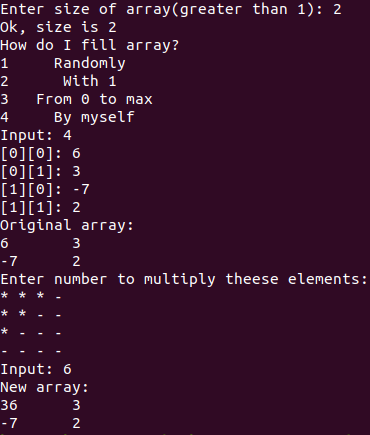 Enter size of array(greater than 1): 2
Ok, size is 2
How do I fill array?
1     Randomly
2      With 1
3   From 0 to max
4     By myself
Input: 4
[0][0]: 6
[0][1]: 3
[1][0]: -7
[1][1]: 2
Original array:
6       3
-7      2
Enter number to multiply theese elements:
* * * -
* * - -
* - - -
- - - -
Input: 6
New array:
36      3
-7      2